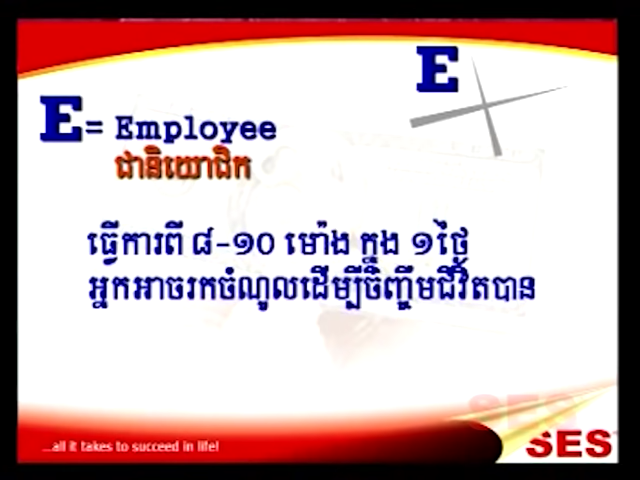 E
E= Employee
ជានិយោជិក
ធ្វើការពី ៨-១០ ម៉ោង ក្នុង ១ថ្ងៃ
អ្នកអាចរកចំណូលដើម្បីចិញ្ចឹមជីវិតបាន
SES
...all it takes to succeed in life!
SES